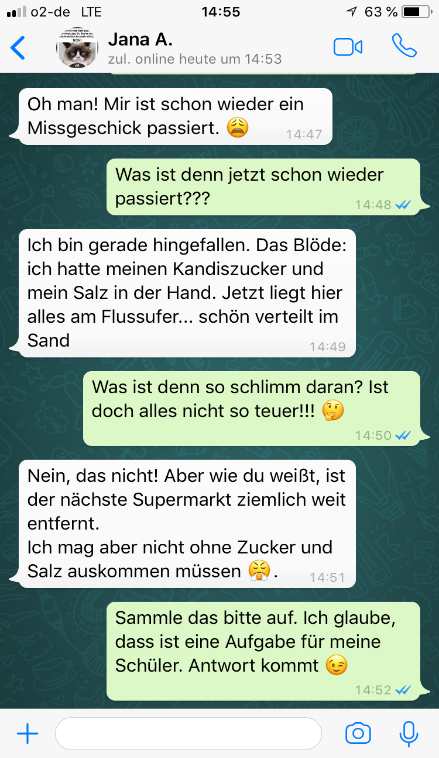 o2-de LTE 14:55 63 %
Jana A.
zul. online heute um 14:53
Oh man! Mir ist schon wieder ein
Missgeschick passiert. 😩
14:47
Was ist denn jetzt schon wieder
passiert???
14:48
Ich bin gerade hingefallen. Das Blöde:
ich hatte meinen Kandiszucker und
mein Salz in der Hand. Jetzt liegt hier
alles am Flussufer... schön verteilt im
Sand
14:49
Was ist denn so schlimm daran? Ist
doch alles nicht so teuer!!! 🤔
14:50
Nein, das nicht! Aber wie du weißt, ist
der nächste Supermarkt ziemlich weit
entfernt.
Ich mag aber nicht ohne Zucker und
Salz auskommen müssen 😤.
14:51
Sammle das bitte auf. Ich glaube,
dass ist eine Aufgabe für meine
Schüler. Antwort kommt 😉
14:52